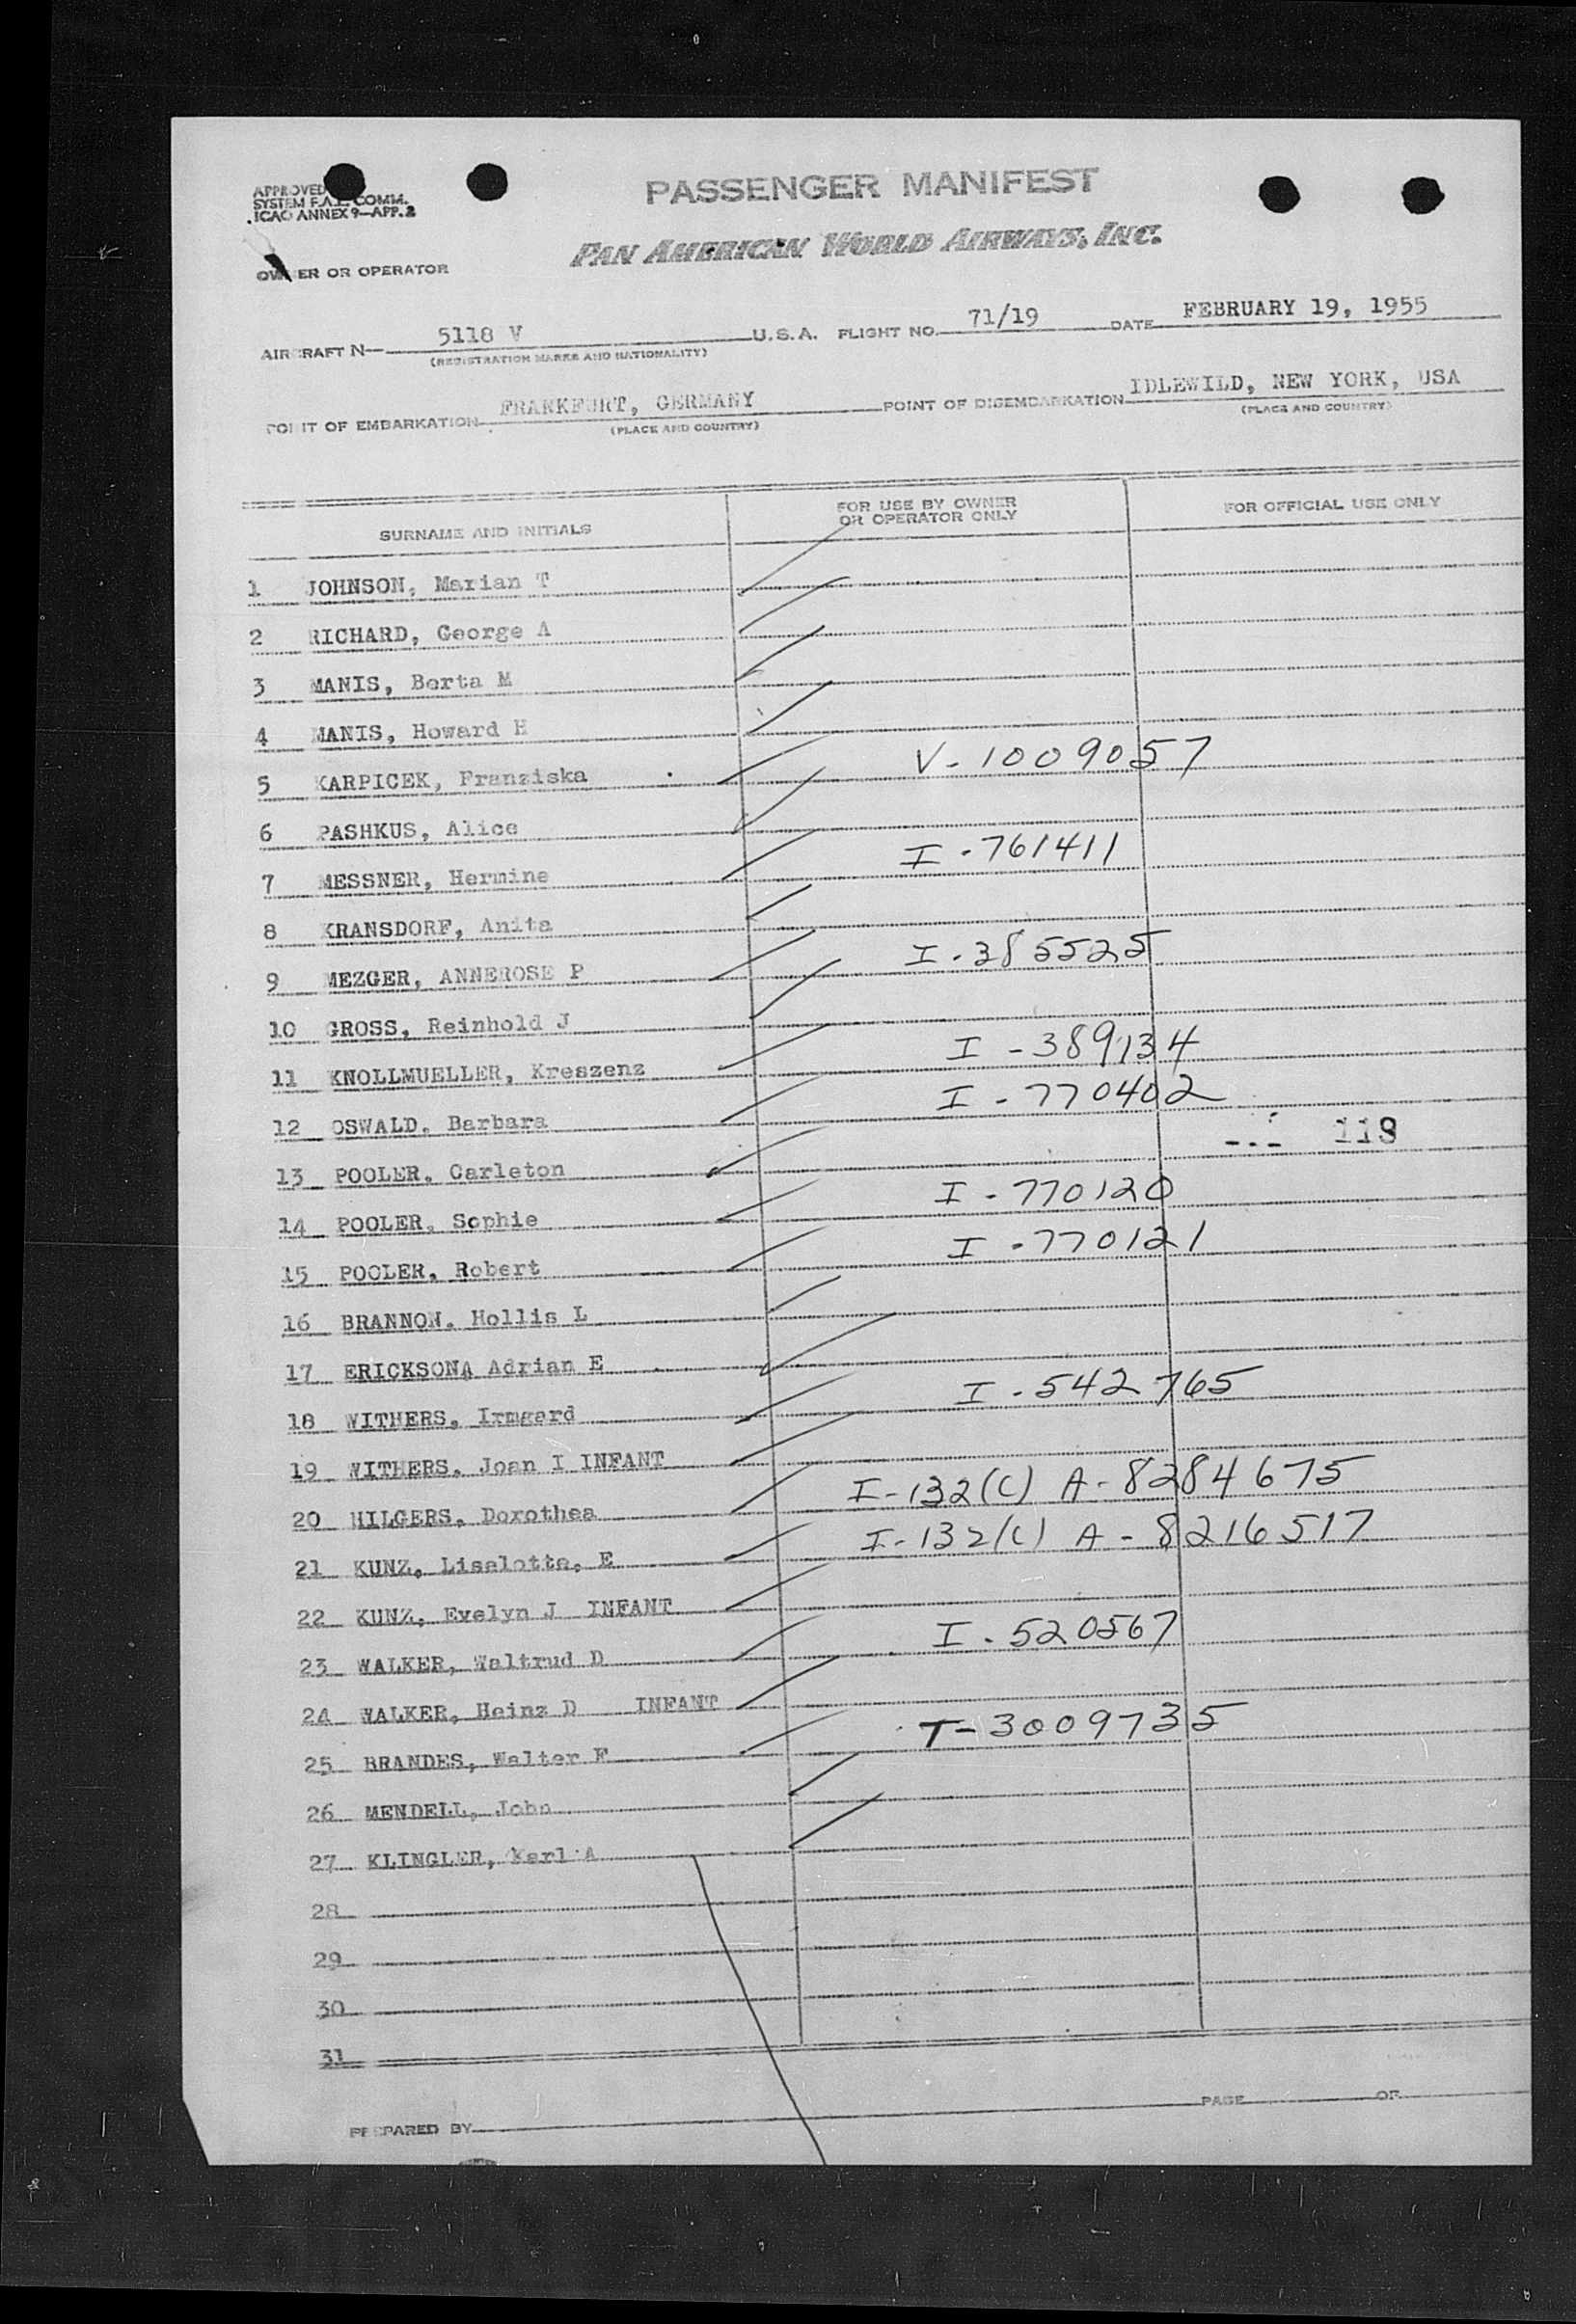 APPROVED
SYSTEM F.A.L. COMM.
ICAO ANNEX 9—APP. 2
PASSENGER MANIFEST
PAN AMERICAN WORLD AIRWAYS, INC.
OWNER OR OPERATOR
AIRCRAFT N— 5118 V U.S.A. FLIGHT NO. 71/19 DATE FEBRUARY 19, 1955
(REGISTRATION MARKS AND NATIONALITY)
POINT OF EMBARKATION FRANKFURT, GERMANY POINT OF DISEMBARKATION IDLEWILD, NEW YORK, USA
(PLACE AND COUNTRY) (PLACE AND COUNTRY)
SURNAME AND INITIALS FOR USE BY OWNER OR OPERATOR ONLY FOR OFFICIAL USE ONLY
1 JOHNSON, Marian T
2 RICHARD, George A
3 MANIS, Berta M
4 MANIS, Howard H
5 KARPICEK, Franziska V-1009057
6 PASHKUS, Alice
7 MESSNER, Hermine I-761411
8 KRANSDORF, Anita
9 MEZGER, ANNEROSE P I-385525
10 GROSS, Reinhold J
11 KNOLLMUELLER, Kreszenz I-389134
12 OSWALD, Barbara I-770402
13 POOLER, Carleton 119
14 POOLER, Sophie I-770120
15 POOLER, Robert I-770121
16 BRANNON, Hollis L
17 ERICKSONA Adrian E
18 WITHERS, Irmgard I-542765
19 WITHERS, Joan I INFANT
20 HILGERS, Dorothea I-132(C) A-8284675
21 KUNZ, Liselotte, E I-132(C) A-8216517
22 KUNZ, Evelyn J INFANT
23 WALKER, Waltrud D I-520567
24 WALKER, Heinz D INFANT
25 BRANDES, Walter F T-3009735
26 MENDELL, John
27 KLINGLER, Karl A
28
29
30
31
PAGE OF
PREPARED BY